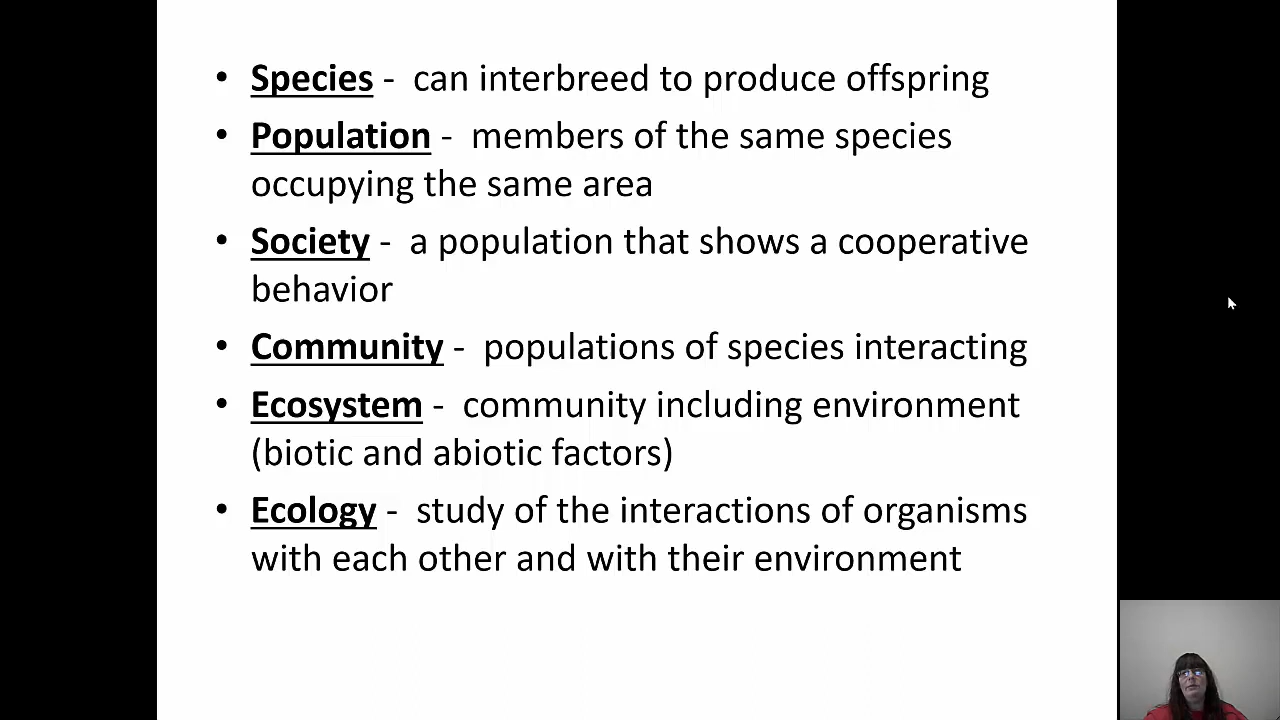 • Species - can interbreed to produce offspring
• Population - members of the same species
occupying the same area
• Society - a population that shows a cooperative
behavior
• Community - populations of species interacting
• Ecosystem - community including environment
(biotic and abiotic factors)
• Ecology - study of the interactions of organisms
with each other and with their environment